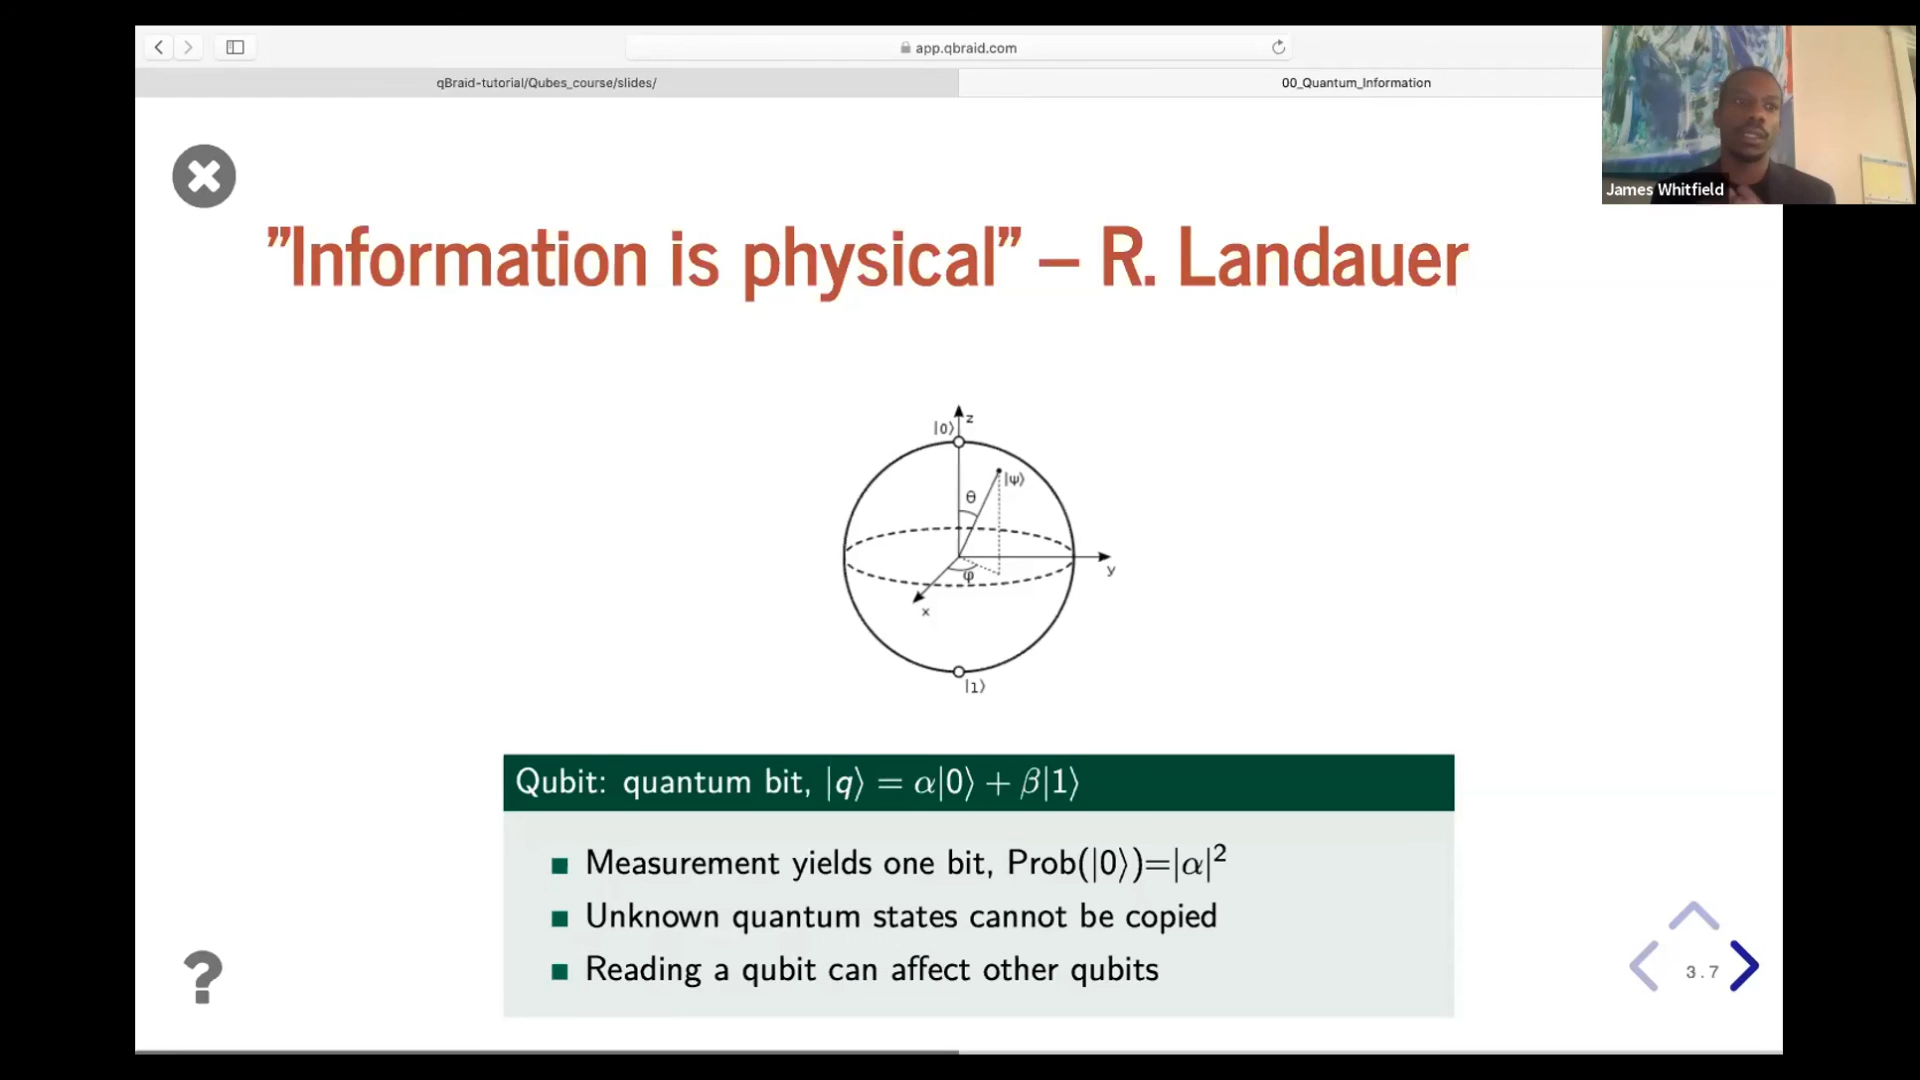 app.qbraid.com
qBraid-tutorial/Qubes_course/slides/
00_Quantum_Information
James Whitfield
”Information is physical” – R. Landauer
z
|0⟩
|ψ⟩
θ
φ
y
x
|1⟩
Qubit: quantum bit, |q⟩ = α|0⟩ + β|1⟩
Measurement yields one bit, Prob(|0⟩)=|α|²
Unknown quantum states cannot be copied
Reading a qubit can affect other qubits
?
3.7